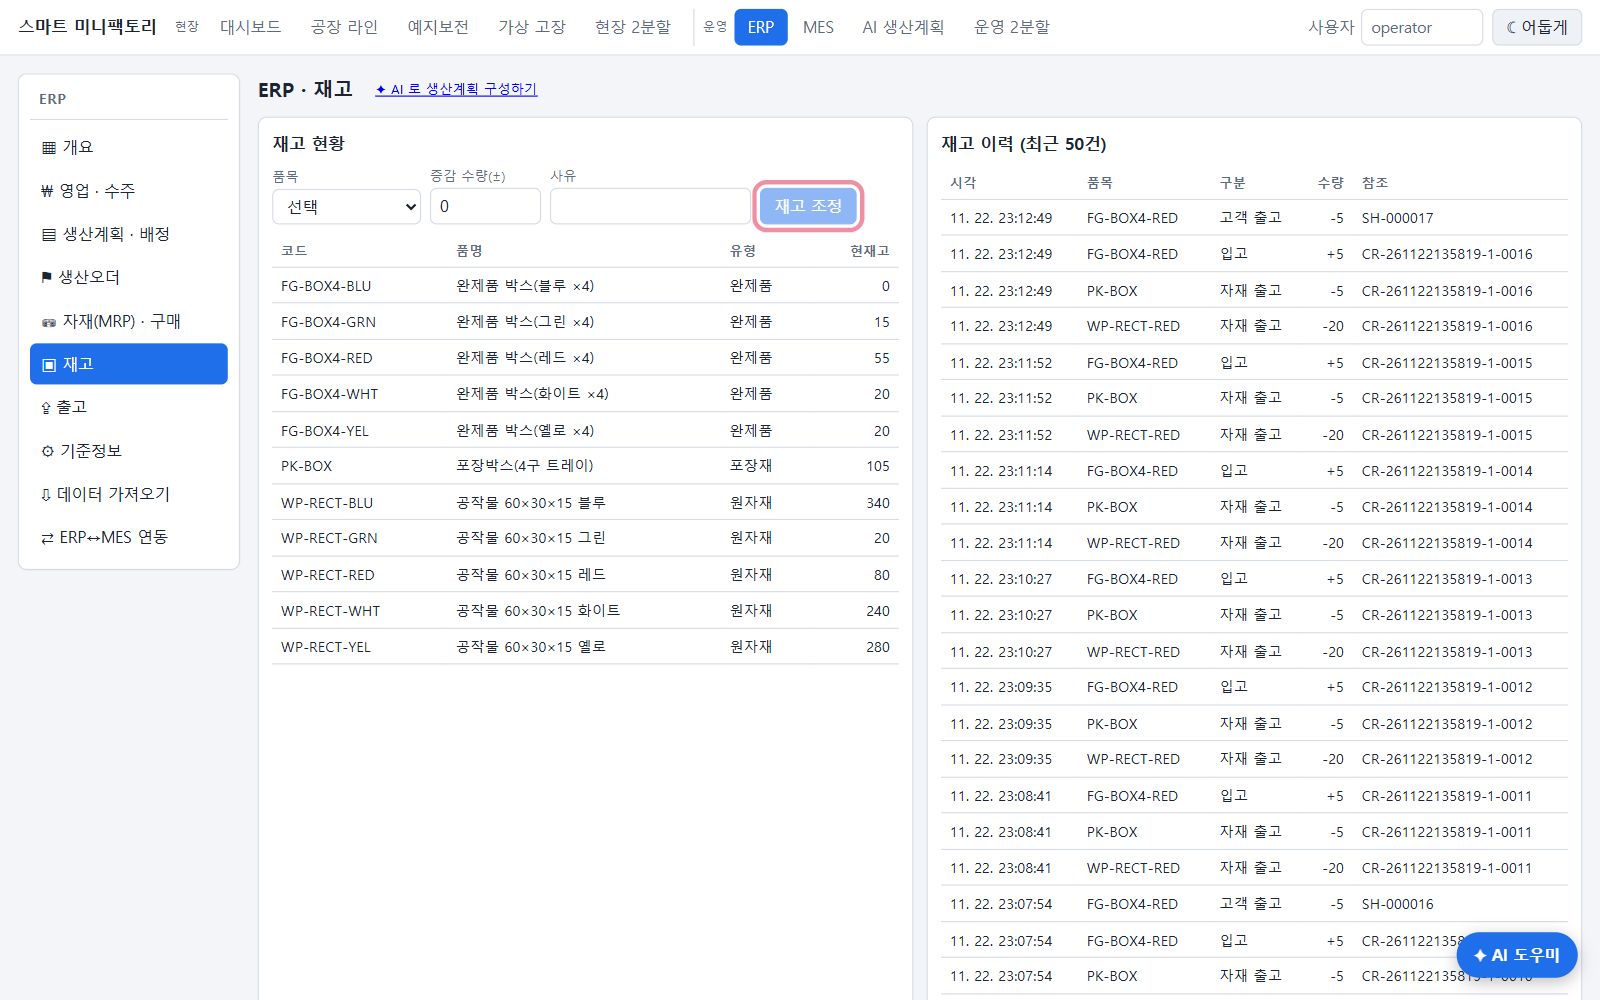 스마트 미니팩토리 현장 대시보드 공장 라인 예지보전 가상 고장 현장 2분할 운영 ERP MES AI 생산계획 운영 2분할 사용자 operator ☾ 어둡게
ERP
▦ 개요
₩ 영업 · 수주
▤ 생산계획 · 배정
⚑ 생산오더
자재(MRP) · 구매
▣ 재고
⇪ 출고
⚙ 기준정보
⇩ 데이터 가져오기
⇄ ERP↔MES 연동
ERP · 재고 ✦ AI 로 생산계획 구성하기
재고 현황
품목 증감 수량(±) 사유
선택 0 재고 조정
코드 품명 유형 현재고
FG-BOX4-BLU 완제품 박스(블루 ×4) 완제품 0
FG-BOX4-GRN 완제품 박스(그린 ×4) 완제품 15
FG-BOX4-RED 완제품 박스(레드 ×4) 완제품 55
FG-BOX4-WHT 완제품 박스(화이트 ×4) 완제품 20
FG-BOX4-YEL 완제품 박스(옐로 ×4) 완제품 20
PK-BOX 포장박스(4구 트레이) 포장재 105
WP-RECT-BLU 공작물 60×30×15 블루 원자재 340
WP-RECT-GRN 공작물 60×30×15 그린 원자재 20
WP-RECT-RED 공작물 60×30×15 레드 원자재 80
WP-RECT-WHT 공작물 60×30×15 화이트 원자재 240
WP-RECT-YEL 공작물 60×30×15 옐로 원자재 280
재고 이력 (최근 50건)
시각 품목 구분 수량 참조
11. 22. 23:12:49 FG-BOX4-RED 고객 출고 -5 SH-000017
11. 22. 23:12:49 FG-BOX4-RED 입고 +5 CR-261122135819-1-0016
11. 22. 23:12:49 PK-BOX 자재 출고 -5 CR-261122135819-1-0016
11. 22. 23:12:49 WP-RECT-RED 자재 출고 -20 CR-261122135819-1-0016
11. 22. 23:11:52 FG-BOX4-RED 입고 +5 CR-261122135819-1-0015
11. 22. 23:11:52 PK-BOX 자재 출고 -5 CR-261122135819-1-0015
11. 22. 23:11:52 WP-RECT-RED 자재 출고 -20 CR-261122135819-1-0015
11. 22. 23:11:14 FG-BOX4-RED 입고 +5 CR-261122135819-1-0014
11. 22. 23:11:14 PK-BOX 자재 출고 -5 CR-261122135819-1-0014
11. 22. 23:11:14 WP-RECT-RED 자재 출고 -20 CR-261122135819-1-0014
11. 22. 23:10:27 FG-BOX4-RED 입고 +5 CR-261122135819-1-0013
11. 22. 23:10:27 PK-BOX 자재 출고 -5 CR-261122135819-1-0013
11. 22. 23:10:27 WP-RECT-RED 자재 출고 -20 CR-261122135819-1-0013
11. 22. 23:09:35 FG-BOX4-RED 입고 +5 CR-261122135819-1-0012
11. 22. 23:09:35 PK-BOX 자재 출고 -5 CR-261122135819-1-0012
11. 22. 23:09:35 WP-RECT-RED 자재 출고 -20 CR-261122135819-1-0012
11. 22. 23:08:41 FG-BOX4-RED 입고 +5 CR-261122135819-1-0011
11. 22. 23:08:41 PK-BOX 자재 출고 -5 CR-261122135819-1-0011
11. 22. 23:08:41 WP-RECT-RED 자재 출고 -20 CR-261122135819-1-0011
11. 22. 23:07:54 FG-BOX4-RED 고객 출고 -5 SH-000016
11. 22. 23:07:54 FG-BOX4-RED 입고 +5
11. 22. 23:07:54 PK-BOX 자재 출고 -5
✦ AI 도우미